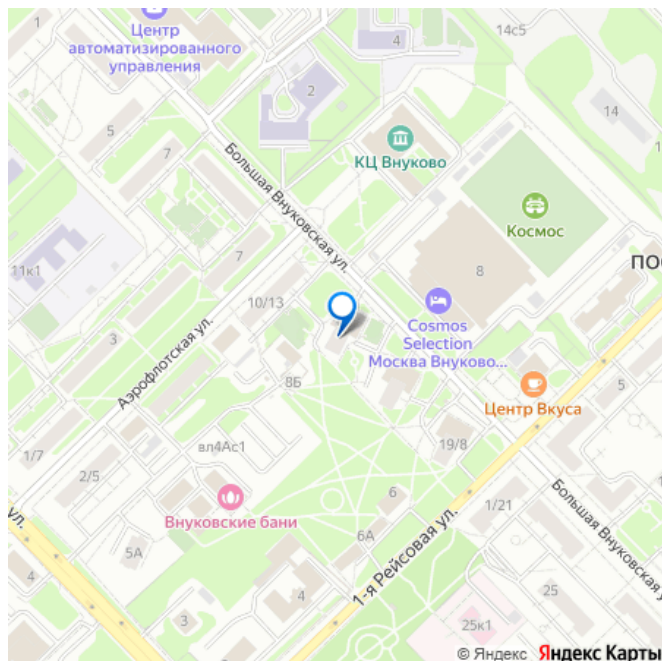 1
Центр
автоматизированного
управления
4
14с5
2
14
5
7
КЦ Внуково
Большая Внуковская ул.
Космос
11к1
7
8
ПОС
10/13
Cosmos
Selection
Москва Внуково...
3
Аэрофлотская ул.
8Б
5
Центр Вкуса
19/8
вл4Ас1
1/7
2/5
6
1/21
Внуковские бани
ул.
6А
Большая Внуковская у
5А
1-я Рейсовая ул.
4
4
25
3
25к1
© Яндекс Яндекс Карты